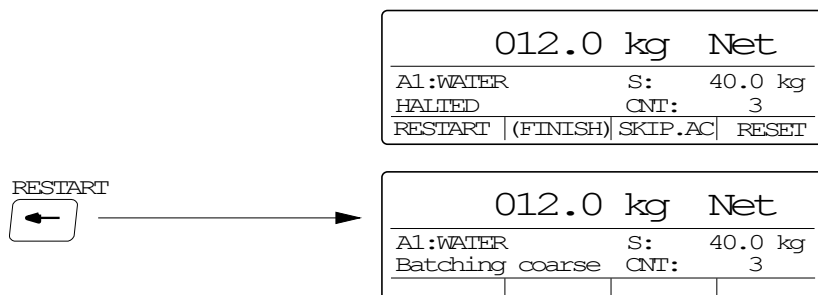 012.0 kg Net
A1:WATER S: 40.0 kg
HALTED CNT: 3
RESTART (FINISH) SKIP.AC RESET
RESTART
012.0 kg Net
A1:WATER S: 40.0 kg
Batching coarse CNT: 3